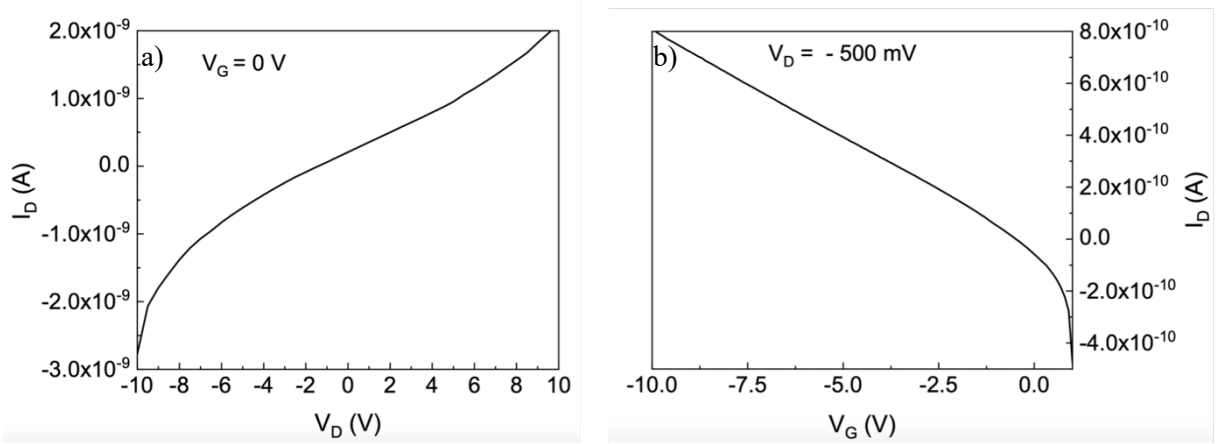 a)
V_G = 0 V
2.0x10⁻⁹
1.0x10⁻⁹
0.0
-1.0x10⁻⁹
-2.0x10⁻⁹
-3.0x10⁻⁹
I_D (A)
-10 -8 -6 -4 -2 0 2 4 6 8 10
V_D (V)
b)
V_D = - 500 mV
8.0x10⁻¹⁰
6.0x10⁻¹⁰
4.0x10⁻¹⁰
2.0x10⁻¹⁰
0.0
-2.0x10⁻¹⁰
-4.0x10⁻¹⁰
I_D (A)
-10.0 -7.5 -5.0 -2.5 0.0
V_G (V)